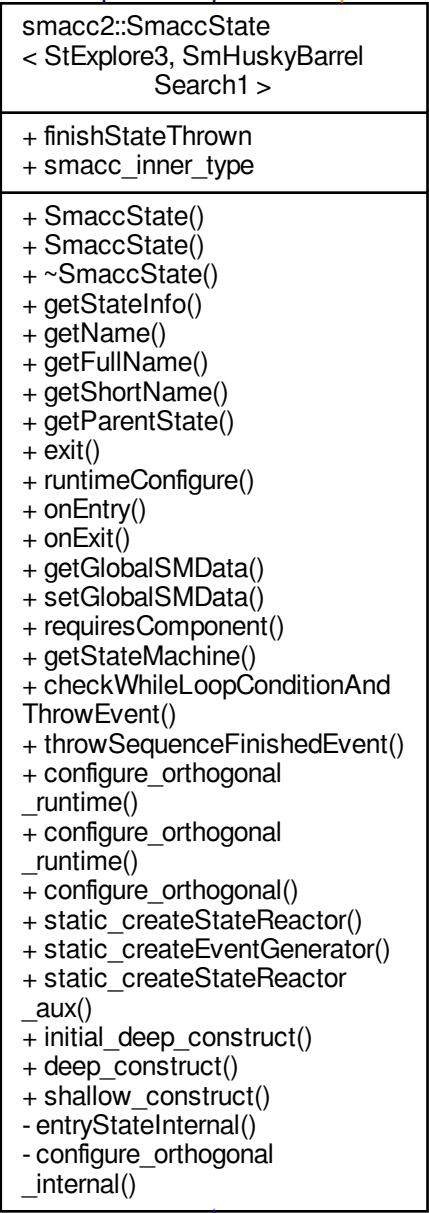 smacc2::SmaccState
< StExplore3, SmHuskyBarrel
Search1 >
+ finishStateThrown
+ smacc_inner_type
+ SmaccState()
+ SmaccState()
+ ~SmaccState()
+ getStateInfo()
+ getName()
+ getFullName()
+ getShortName()
+ getParentState()
+ exit()
+ runtimeConfigure()
+ onEntry()
+ onExit()
+ getGlobalSMData()
+ setGlobalSMData()
+ requiresComponent()
+ getStateMachine()
+ checkWhileLoopConditionAnd
ThrowEvent()
+ throwSequenceFinishedEvent()
+ configure_orthogonal
_runtime()
+ configure_orthogonal
_runtime()
+ configure_orthogonal()
+ static_createStateReactor()
+ static_createEventGenerator()
+ static_createStateReactor
_aux()
+ initial_deep_construct()
+ deep_construct()
+ shallow_construct()
- entryStateInternal()
- configure_orthogonal
_internal()